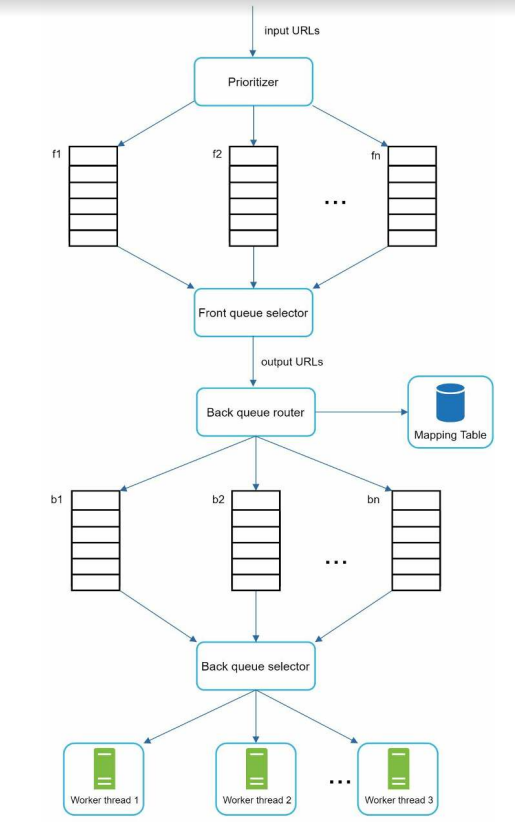 input URLs
Prioritizer
f1
f2
fn
...
Front queue selector
output URLs
Back queue router
Mapping Table
b1
b2
bn
...
Back queue selector
...
Worker thread 1
Worker thread 2
Worker thread 3